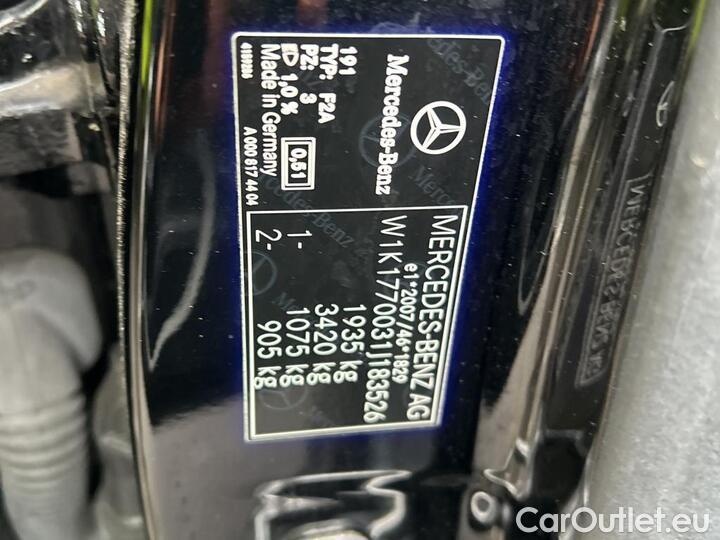 Mercedes-Benz
MERCEDES-BENZ AG
e1*2007/46*1829
W1K1770031J183526
1935 kg
3420 kg
1- 1075 kg
2- 905 kg
191
TYP: F2A
PZ: 3
1,0 %
0,51
Made in Germany
A 000 817 44 04
CarOutlet.eu